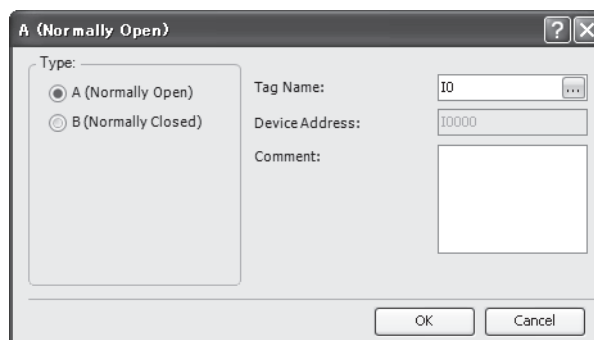 A (Normally Open)
Type:
A (Normally Open)
B (Normally Closed)
Tag Name:
I0
...
Device Address:
I0000
Comment:
OK
Cancel